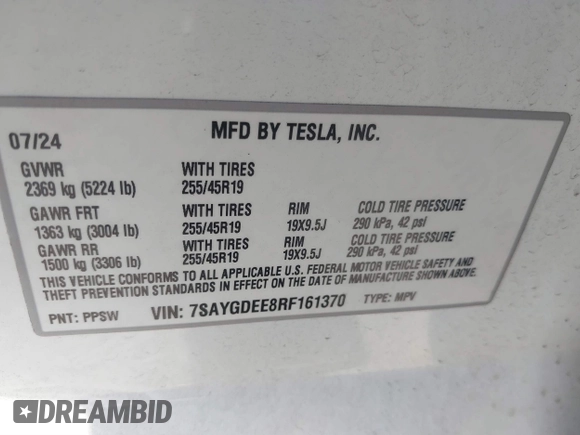 07/24 MFD BY TESLA, INC.
GVWR WITH TIRES
2369 kg (5224 lb) 255/45R19
GAWR FRT WITH TIRES RIM COLD TIRE PRESSURE
1363 kg (3004 lb) 255/45R19 19X9.5J 290 kPa, 42 psi
GAWR RR WITH TIRES RIM COLD TIRE PRESSURE
1500 kg (3306 lb) 255/45R19 19X9.5J 290 kPa, 42 psi
THIS VEHICLE CONFORMS TO ALL APPLICABLE U.S. FEDERAL MOTOR VEHICLE SAFETY AND
THEFT PREVENTION STANDARDS IN EFFECT ON THE DATE OF MANUFACTURE SHOWN ABOVE.
PNT: PPSW VIN: 7SAYGDEE8RF161370 TYPE: MPV
DREAMBID